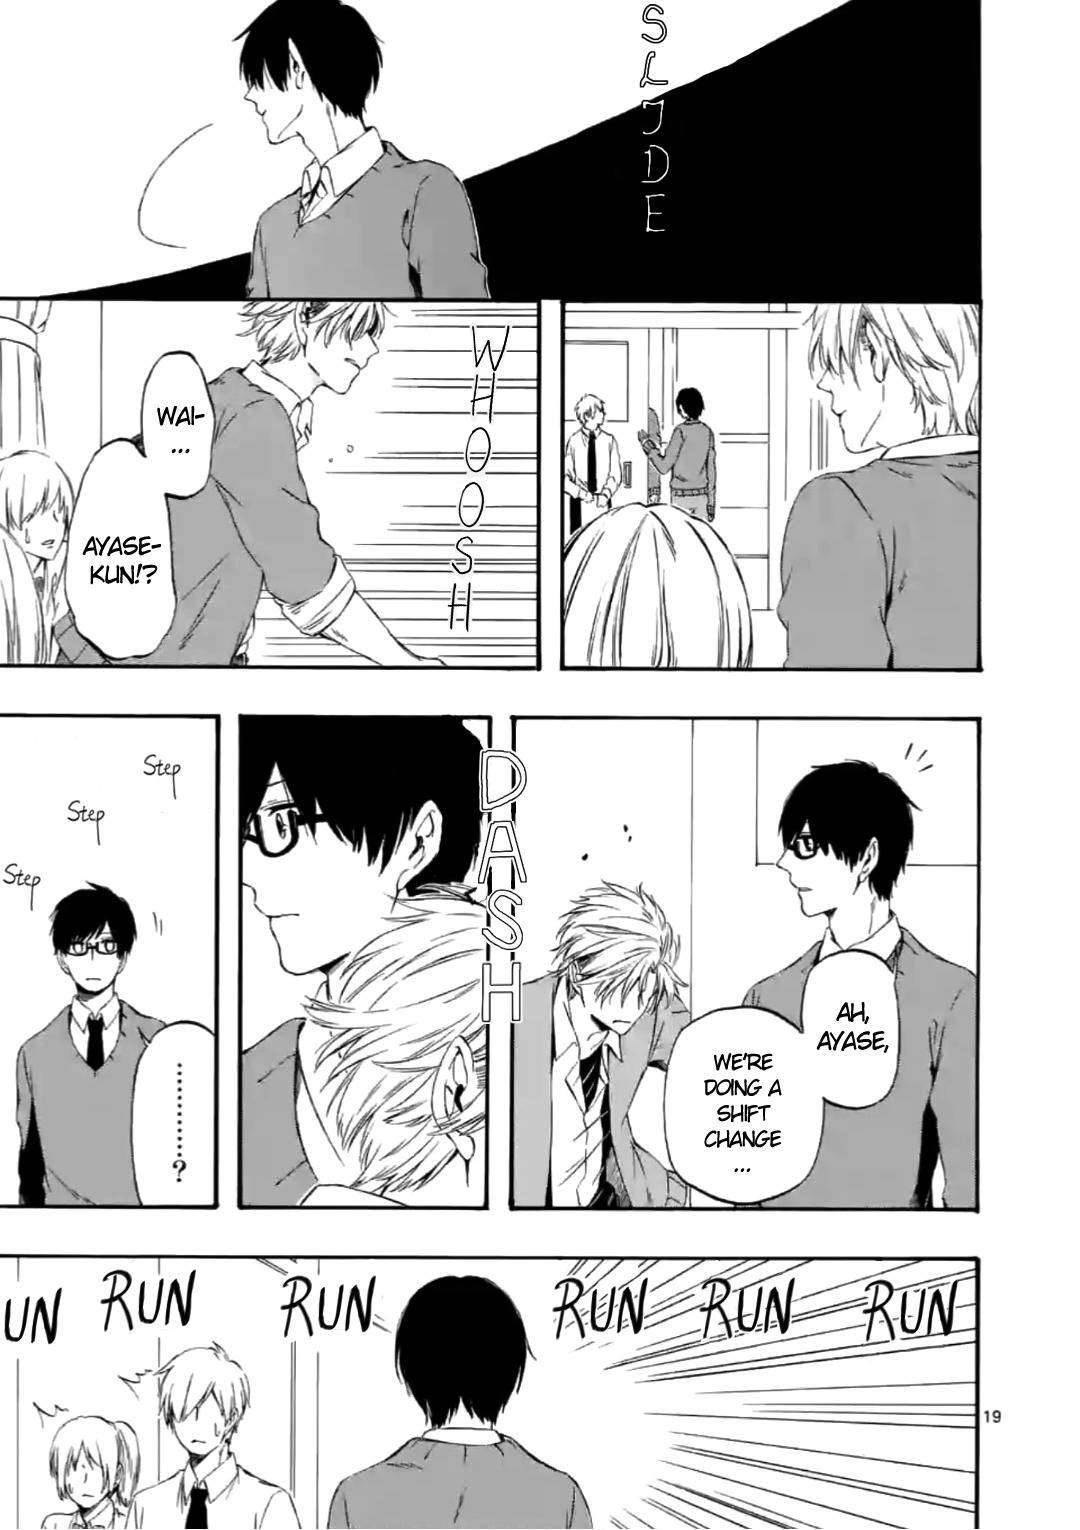 SLIDE
WHOOSH
WAI-
...
AYASE-
KUN!?
AH,
AYASE,
WE'RE
DOING A
SHIFT
CHANGE
...
DASH
Step
Step
Step
..........?
RUN
RUN
RUN
RUN
RUN
UN
19